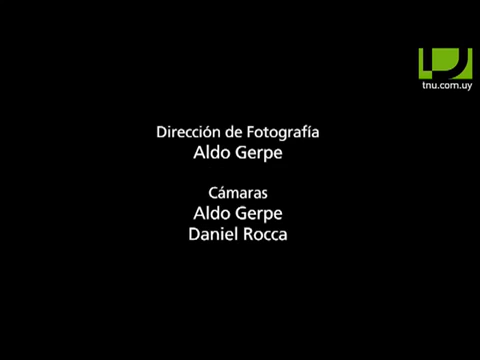 tnu.com.uy
Dirección de Fotografía
Aldo Gerpe
Cámaras
Aldo Gerpe
Daniel Rocca